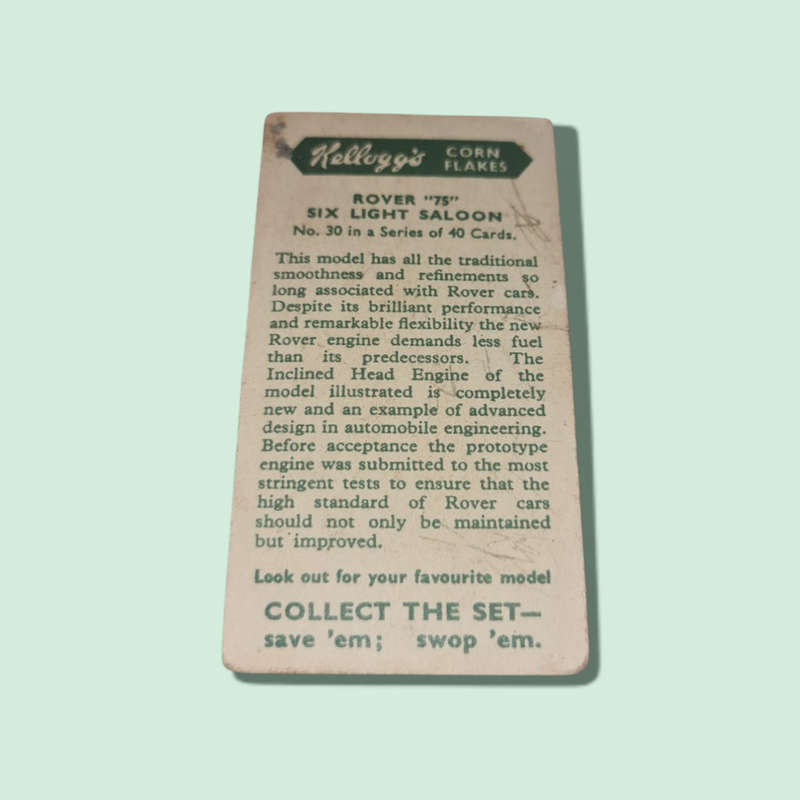 Kellogg's CORN FLAKES
ROVER "75"
SIX LIGHT SALOON
No. 30 in a Series of 40 Cards.
This model has all the traditional
smoothness and refinements so
long associated with Rover cars.
Despite its brilliant performance
and remarkable flexibility the new
Rover engine demands less fuel
than its predecessors. The
Inclined Head Engine of the
model illustrated is completely
new and an example of advanced
design in automobile engineering.
Before acceptance the prototype
engine was submitted to the most
stringent tests to ensure that the
high standard of Rover cars
should not only be maintained
but improved.
Look out for your favourite model
COLLECT THE SET—
save 'em; swop 'em.